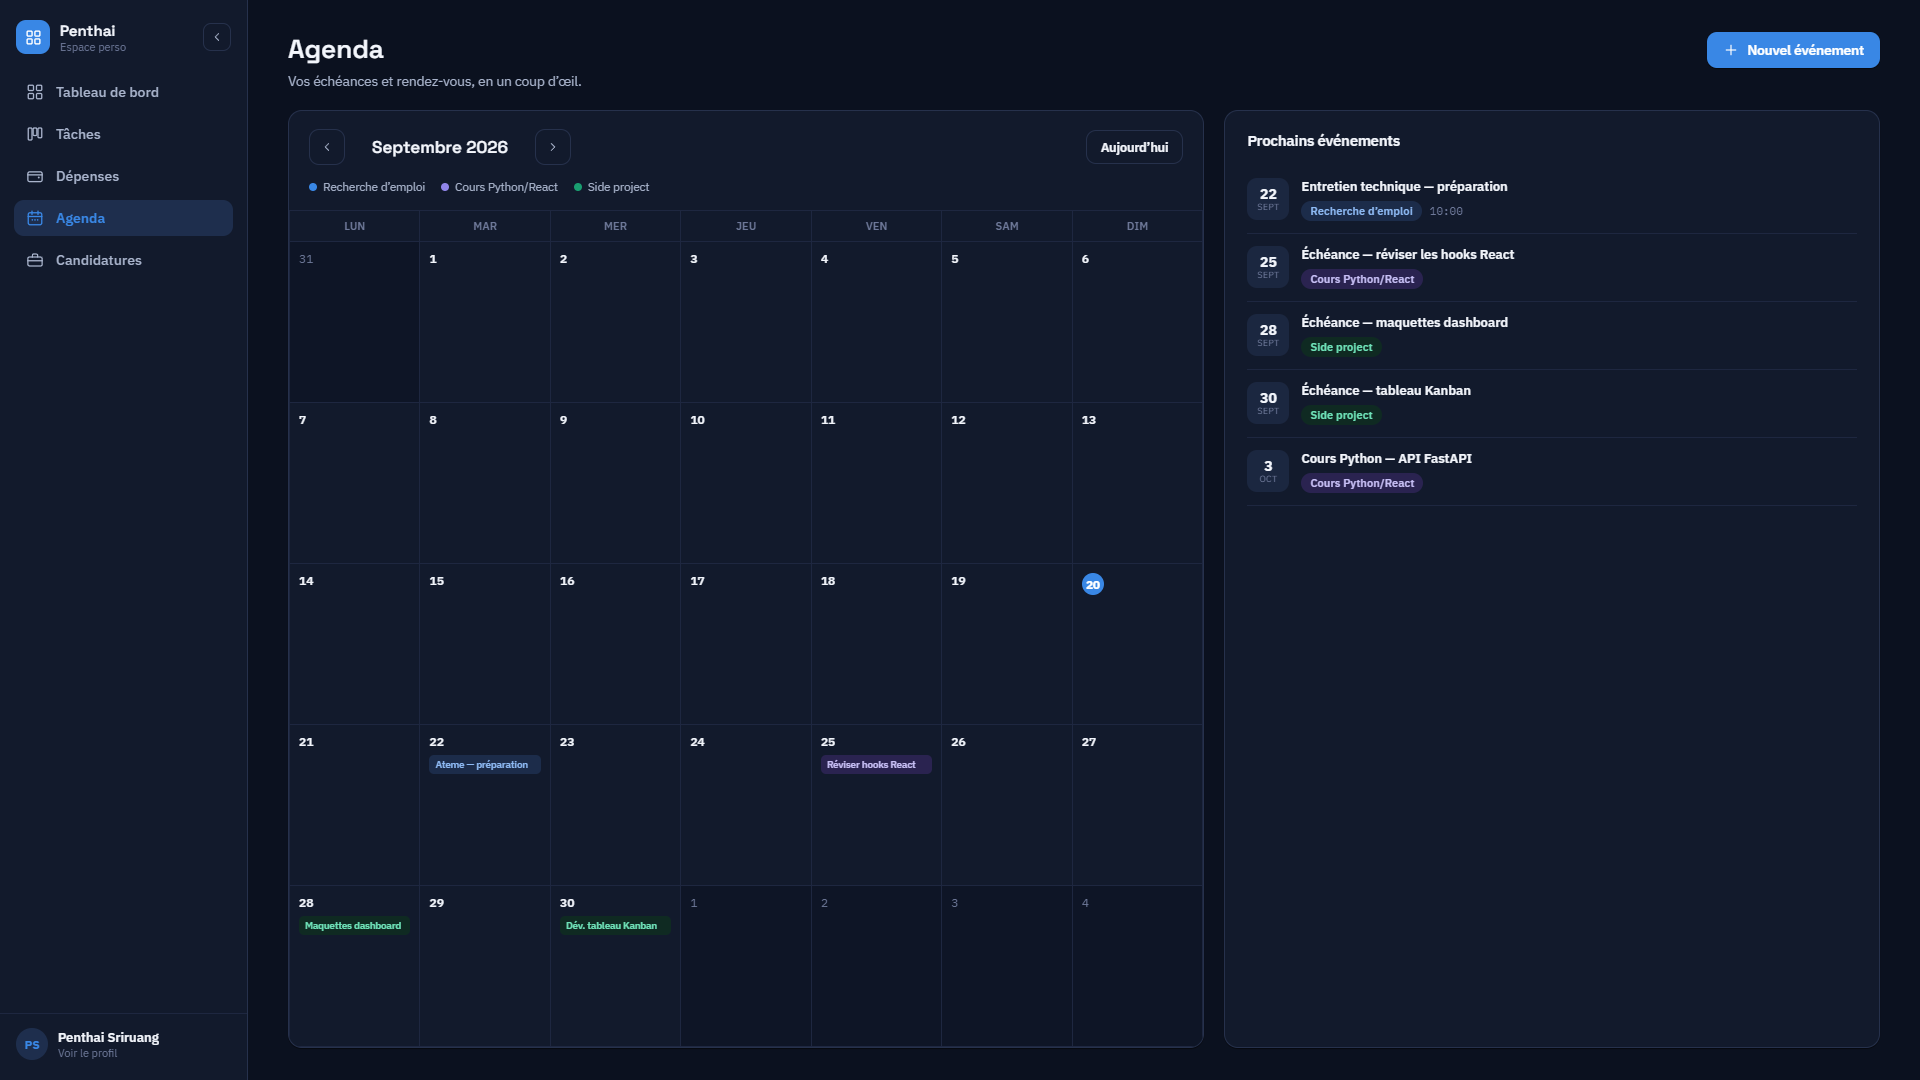 Penthai
Espace perso
Tableau de bord
Tâches
Dépenses
Agenda
Candidatures
Penthai Sriruang
PS
Voir le profil
Agenda
Vos échéances et rendez-vous, en un coup d’œil.
Nouvel événement
Septembre 2026
Aujourd’hui
Recherche d’emploi Cours Python/React Side project
LUN MAR MER JEU VEN SAM DIM
31 1 2 3 4 5 6
7 8 9 10 11 12 13
14 15 16 17 18 19 20
21 22 23 24 25 26 27
Ateme — préparation Réviser hooks React
28 29 30 1 2 3 4
Maquettes dashboard Dév. tableau Kanban
Prochains événements
22 SEPT
Entretien technique — préparation
Recherche d’emploi 10:00
25 SEPT
Échéance — réviser les hooks React
Cours Python/React
28 SEPT
Échéance — maquettes dashboard
Side project
30 SEPT
Échéance — tableau Kanban
Side project
3 OCT
Cours Python — API FastAPI
Cours Python/React